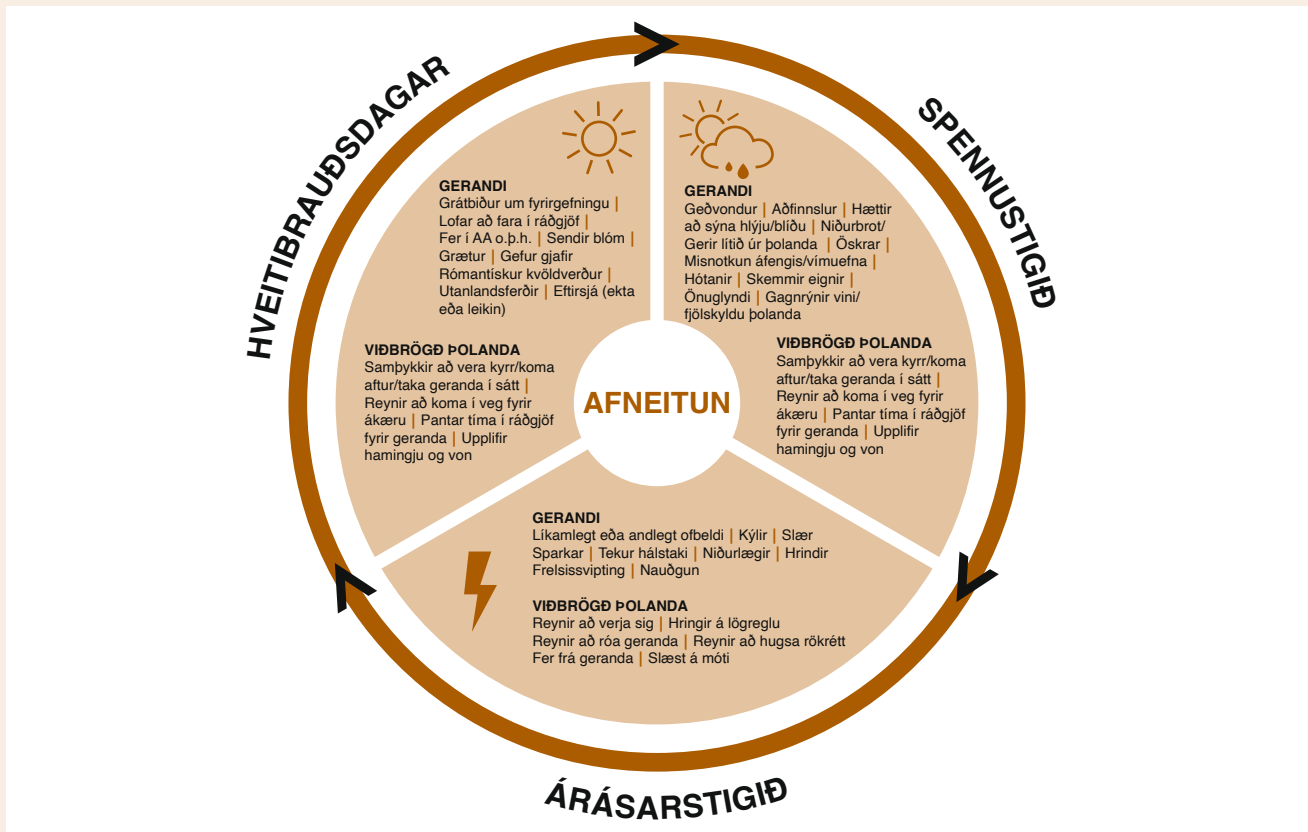 HVEITIBRAUÐSDAGAR
GERANDI
Grátbiður um fyrirgefningu |
Lofar að fara í ráðgjöf |
Fer í AA o.þ.h. | Sendir blóm |
Grætur | Gefur gjafir
Rómantískur kvöldverður |
Utanlandsferðir | Eftirsjá (ekta
eða leikin)
VIÐBRÖGÐ ÞOLANDA
Samþykkir að vera kyrr/koma
aftur/taka geranda í sátt |
Reynir að koma í veg fyrir
ákæru | Pantar tíma í ráðgjöf
fyrir geranda | Upplifir
hamingju og von
SPENNUSTIGIÐ
GERANDI
Geðvondur | Aðfinnslur | Hættir
að sýna hlýju/blíðu | Niðurbrot/
Gerir lítið úr þolanda | Öskrar |
Misnotkun áfengis/vímuefna |
Hótanir | Skemmir eignir |
Önuglyndi | Gagnrýnir vini/
fjölskyldu þolanda
VIÐBRÖGÐ ÞOLANDA
Samþykkir að vera kyrr/koma
aftur/taka geranda í sátt |
Reynir að koma í veg fyrir
ákæru | Pantar tíma í ráðgjöf
fyrir geranda | Upplifir
hamingju og von
AFNEITUN
GERANDI
Líkamlegt eða andlegt ofbeldi | Kýlir | Slær
Sparkar | Tekur hálstaki | Niðurlægir | Hrindir
Frelsissvipting | Nauðgun
VIÐBRÖGÐ ÞOLANDA
Reynir að verja sig | Hringir á lögreglu
Reynir að róa geranda | Reynir að hugsa rökrétt
Fer frá geranda | Slæst á móti
ÁRÁSARSTIGIÐ